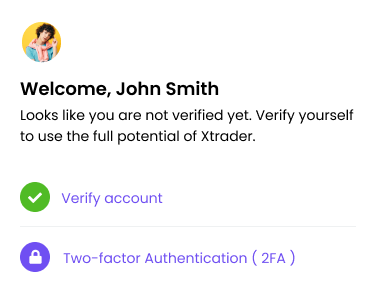 Welcome, John Smith
Looks like you are not verified yet. Verify yourself
to use the full potential of Xtrader.
Verify account
Two-factor Authentication ( 2FA )